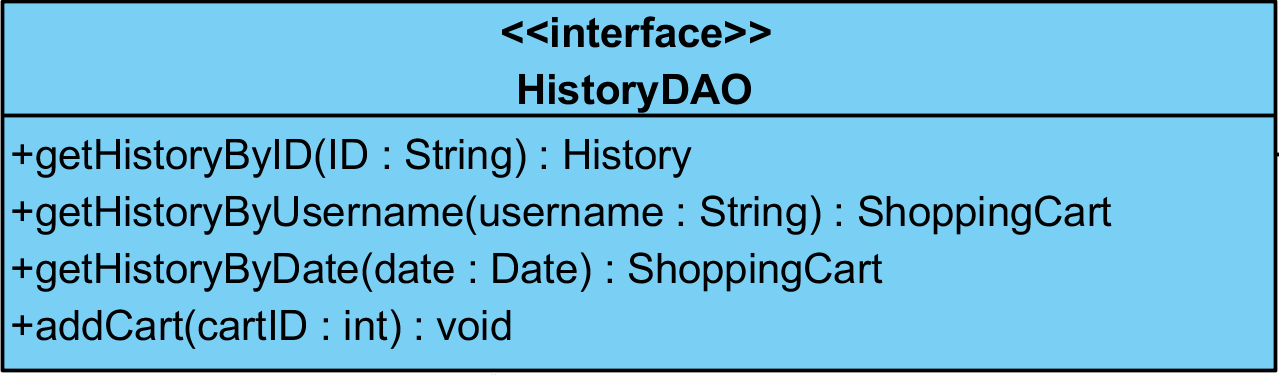 <<interface>>
HistoryDAO
+getHistoryByID(ID : String) : History
+getHistoryByUsername(username : String) : ShoppingCart
+getHistoryByDate(date : Date) : ShoppingCart
+addCart(cartID : int) : void